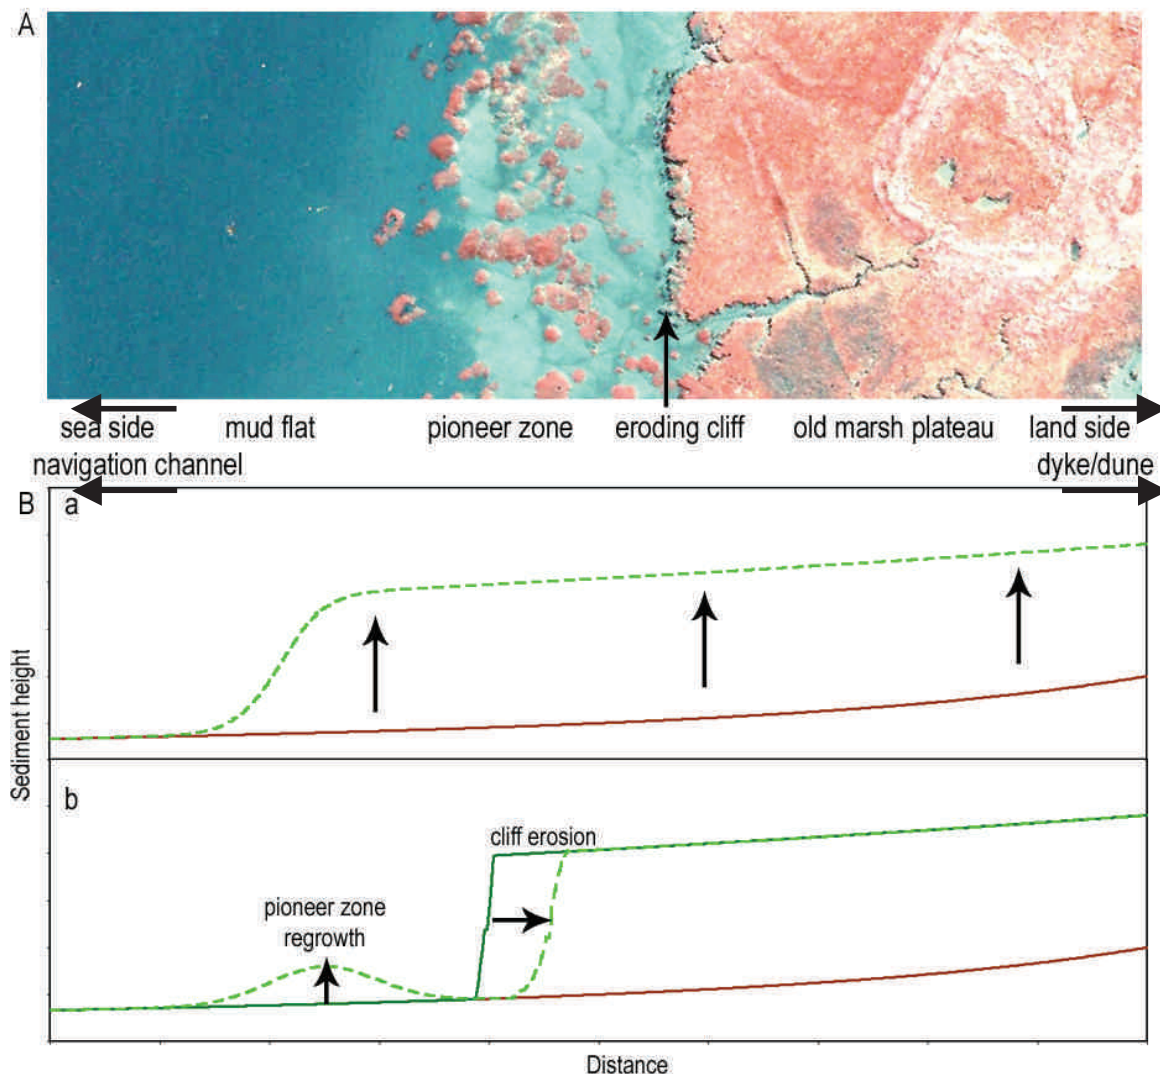 A
sea side
mud flat
pioneer zone
eroding cliff
old marsh plateau
land side
navigation channel
dyke/dune
B
a
Sediment height
b
cliff erosion
pioneer zone
regrowth
Distance